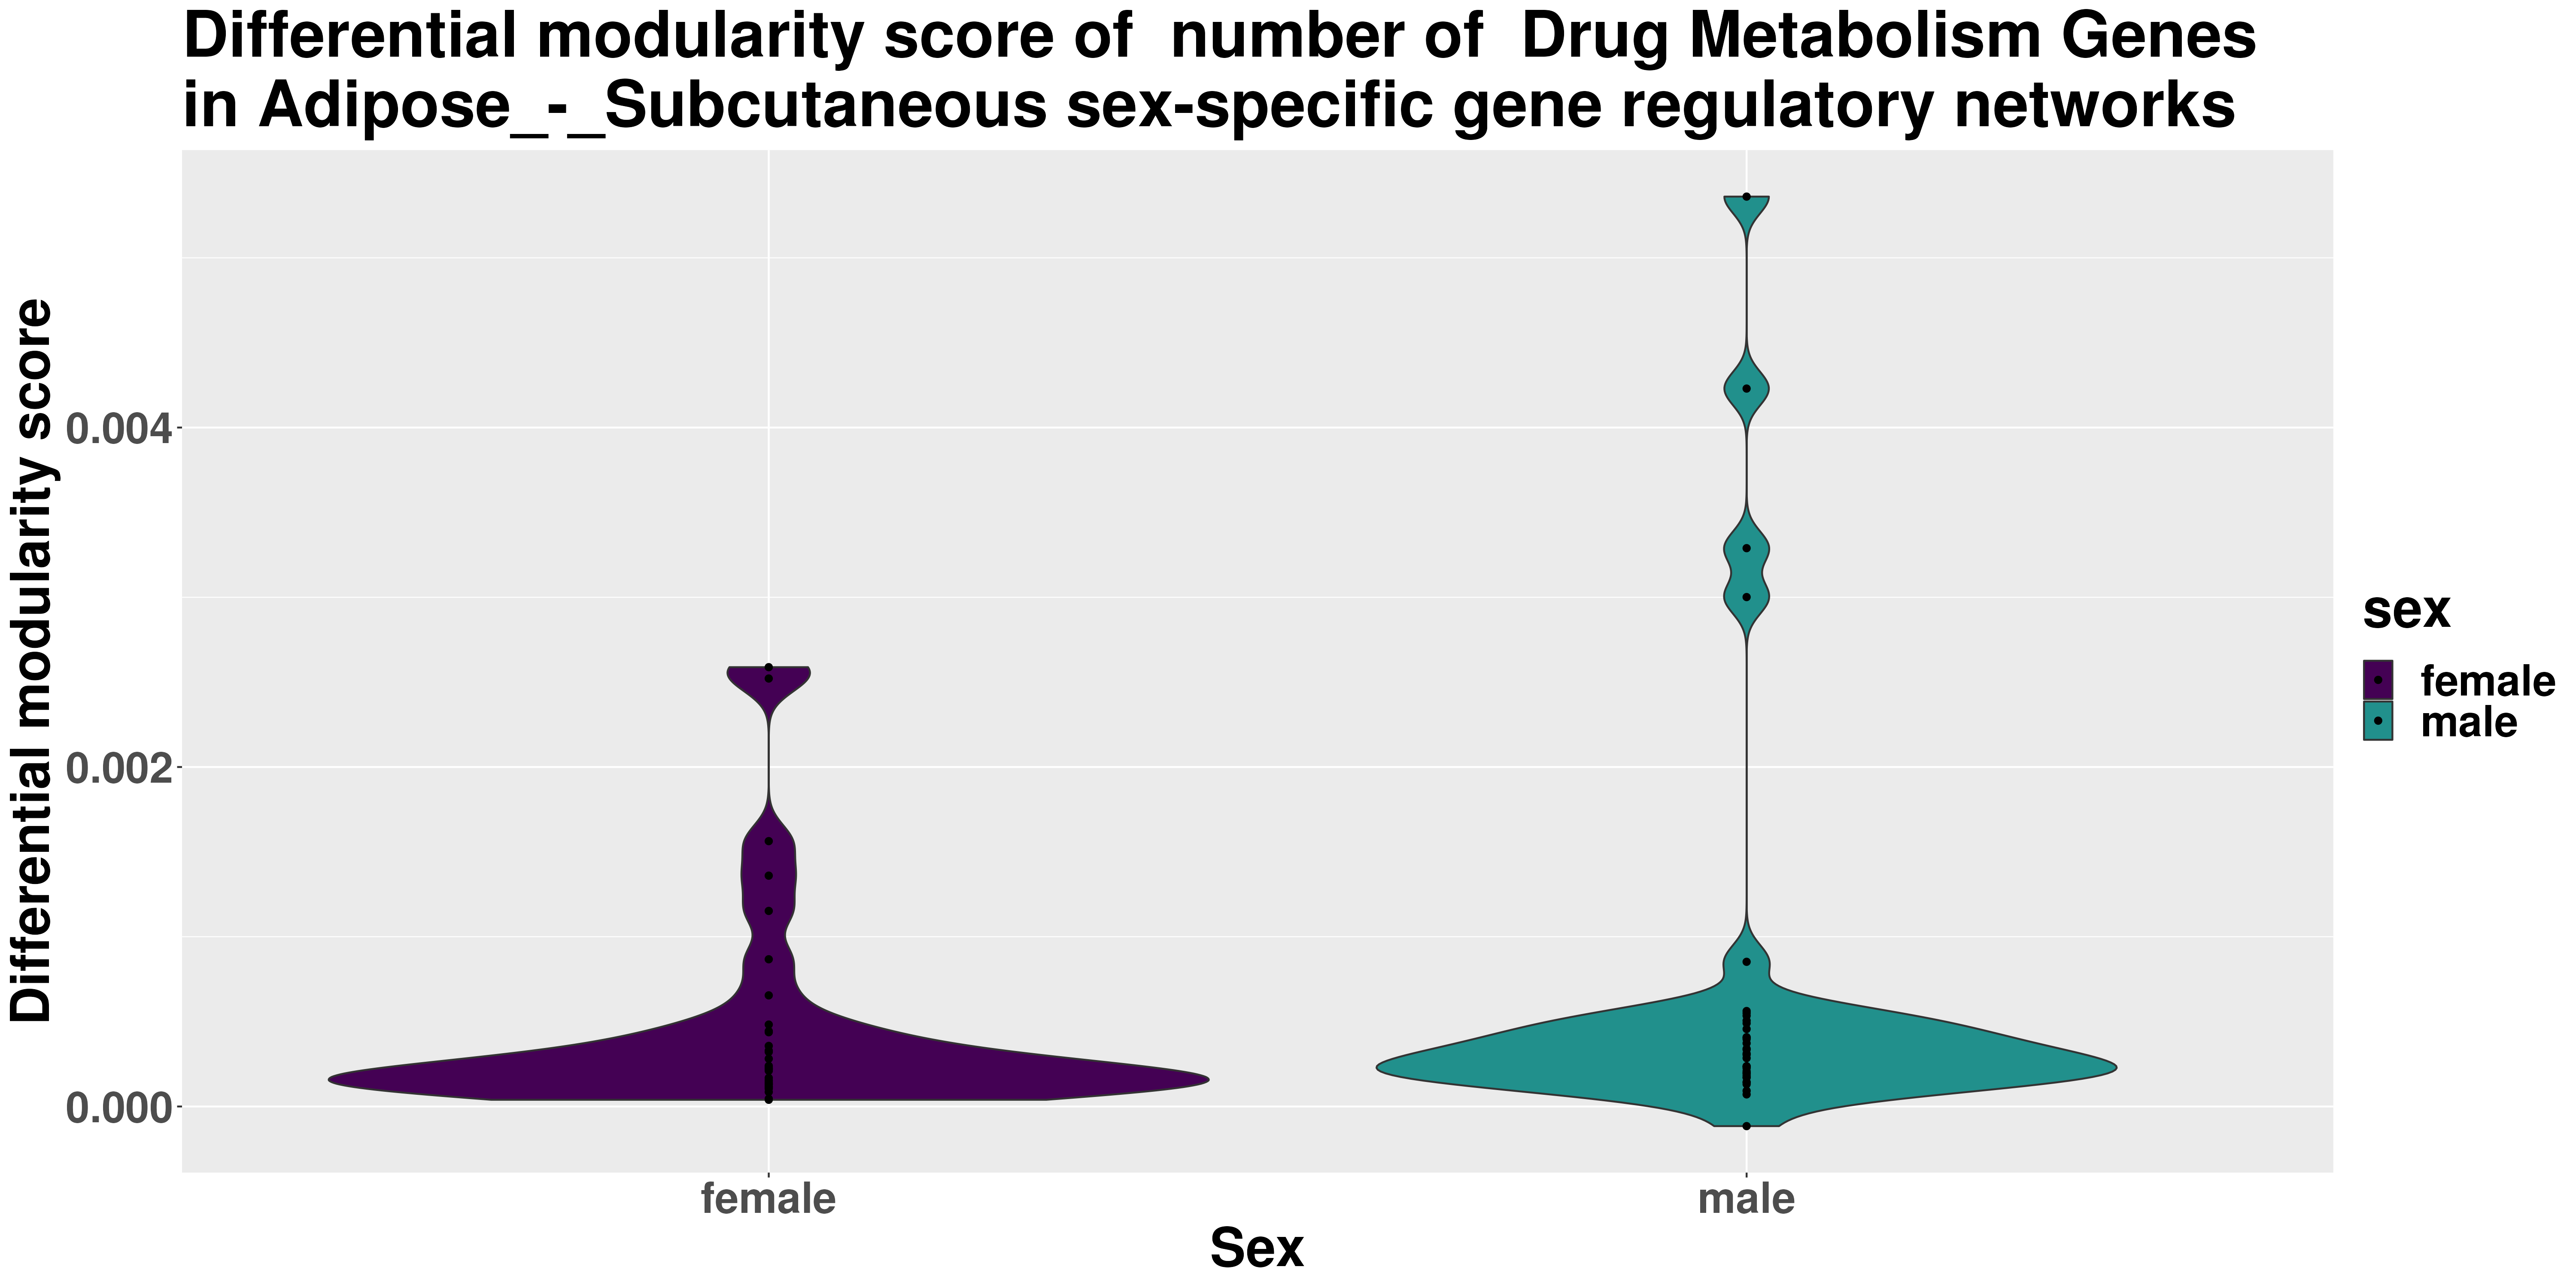 Differential modularity score of  number of  Drug Metabolism Genes
in Adipose_-_Subcutaneous sex-specific gene regulatory networks
Differential modularity score
0.004
0.002
0.000
female
male
Sex
sex
female
male